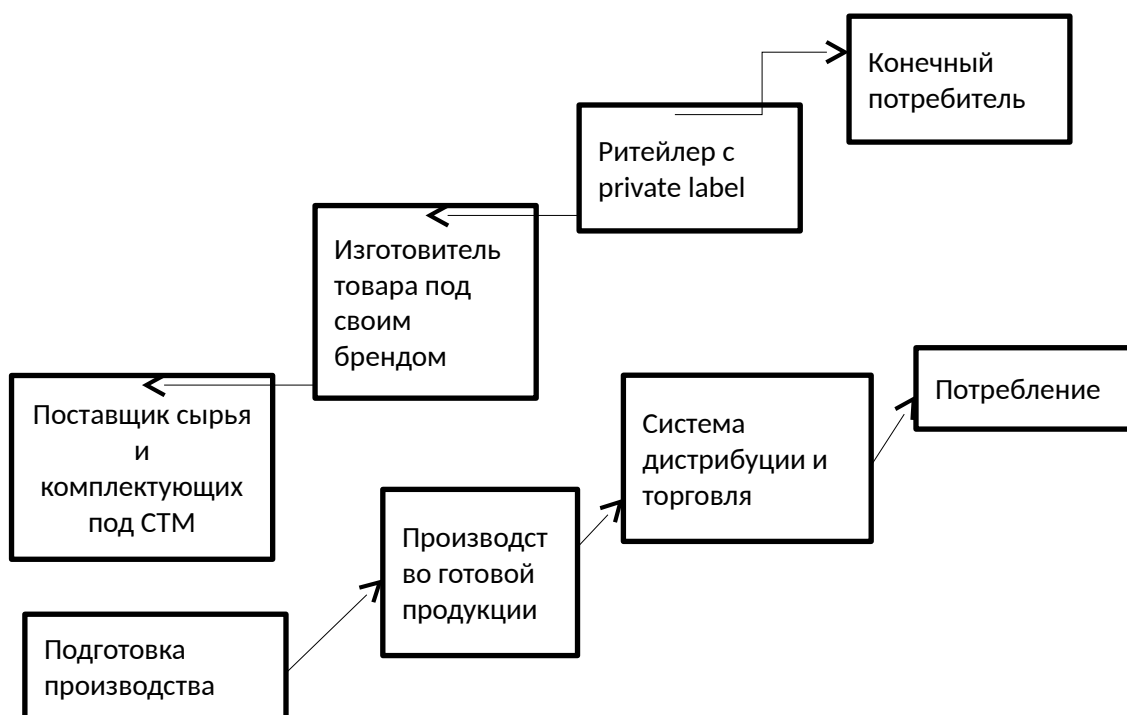 Конечный
потребитель
Ритейлер с
private label
Изготовитель
товара под
своим
брендом
Поставщик сырья
и
комплектующих
под СТМ
Потребление
Система
дистрибуции и
торговля
Производст
во готовой
продукции
Подготовка
производства